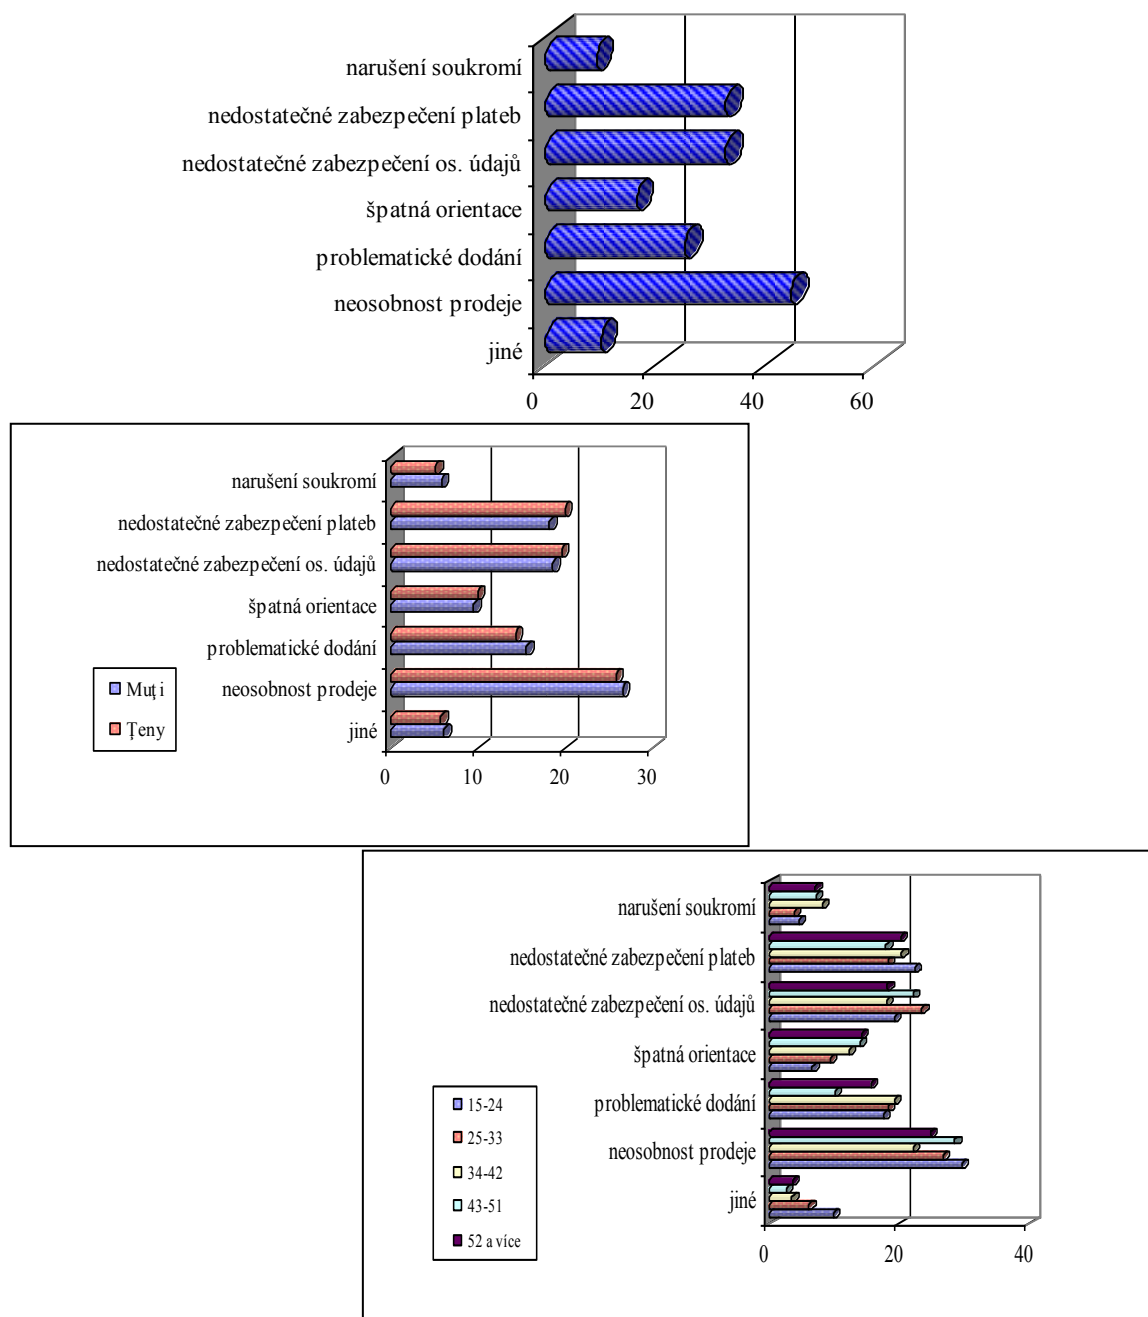 narušení soukromí
nedostatečné zabezpečení plateb
nedostatečné zabezpečení os. údajů
špatná orientace
problematické dodání
neosobnost prodeje
jiné
0 20 40 60
narušení soukromí
nedostatečné zabezpečení plateb
nedostatečné zabezpečení os. údajů
špatná orientace
problematické dodání
neosobnost prodeje
jiné
Muţi
Ţeny
0 10 20 30
narušení soukromí
nedostatečné zabezpečení plateb
nedostatečné zabezpečení os. údajů
špatná orientace
problematické dodání
neosobnost prodeje
jiné
15-24
25-33
34-42
43-51
52 a více
0 20 40